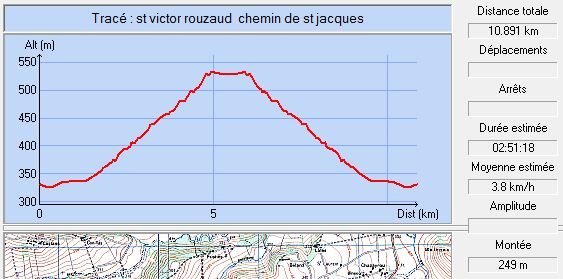 Tracé : st victor rouzaud chemin de st jacques
Alt (m)
550
500
450
400
350
300
0
5
Dist (km)
Distance totale
10.891 km
Déplacements
Arrêts
Durée estimée
02:51:18
Moyenne estimée
3.8 km/h
Amplitude
Montée
249 m